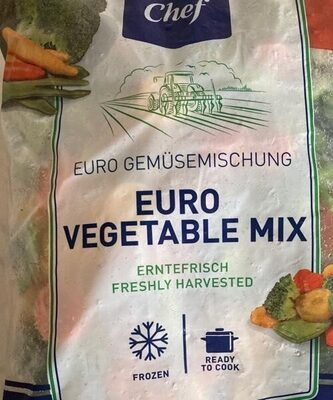 Chef
EURO GEMÜSEMISCHUNG
EURO
VEGETABLE MIX
ERNTEFRISCH
FRESHLY HARVESTED
FROZEN
READY
TO COOK